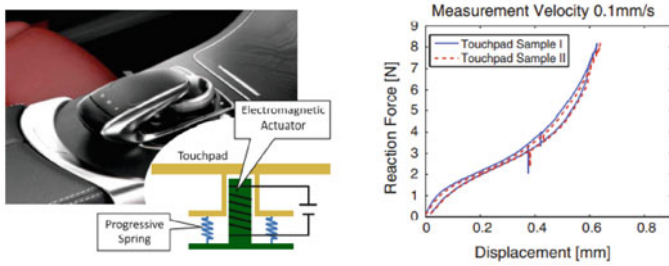 Electromagnetic
Actuator
Touchpad
Progressive
Spring
Measurement Velocity 0.1mm/s
Touchpad Sample I
Touchpad Sample II
Reaction Force [N]
9
8
7
6
5
4
3
2
1
0
0
0.2
0.4
0.6
0.8
Displacement [mm]